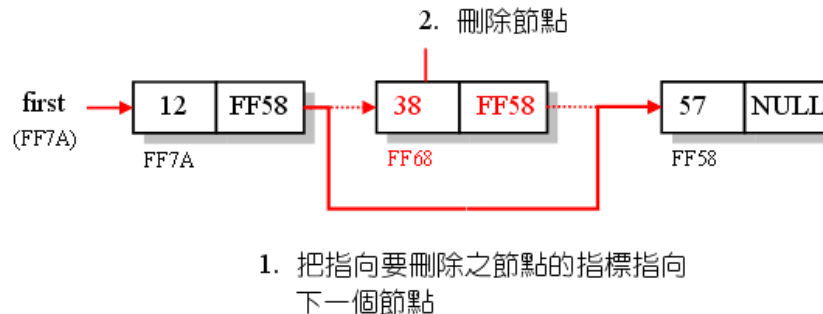 2. 刪除節點
first
(FF7A)
12 FF58
38 FF58
57 NULL
FF7A
FF68
FF58
1. 把指向要刪除之節點的指標指向
下一個節點